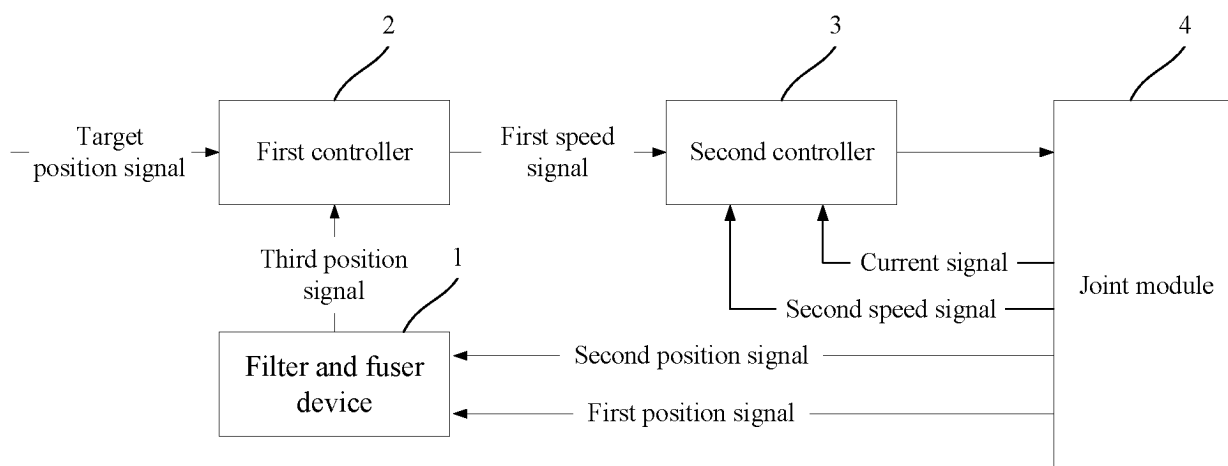 2
3
4
Target
position signal
First controller
First speed
signal
Second controller
Third position
signal
1
Current signal
Joint module
Second speed signal
Filter and fuser
device
Second position signal
First position signal